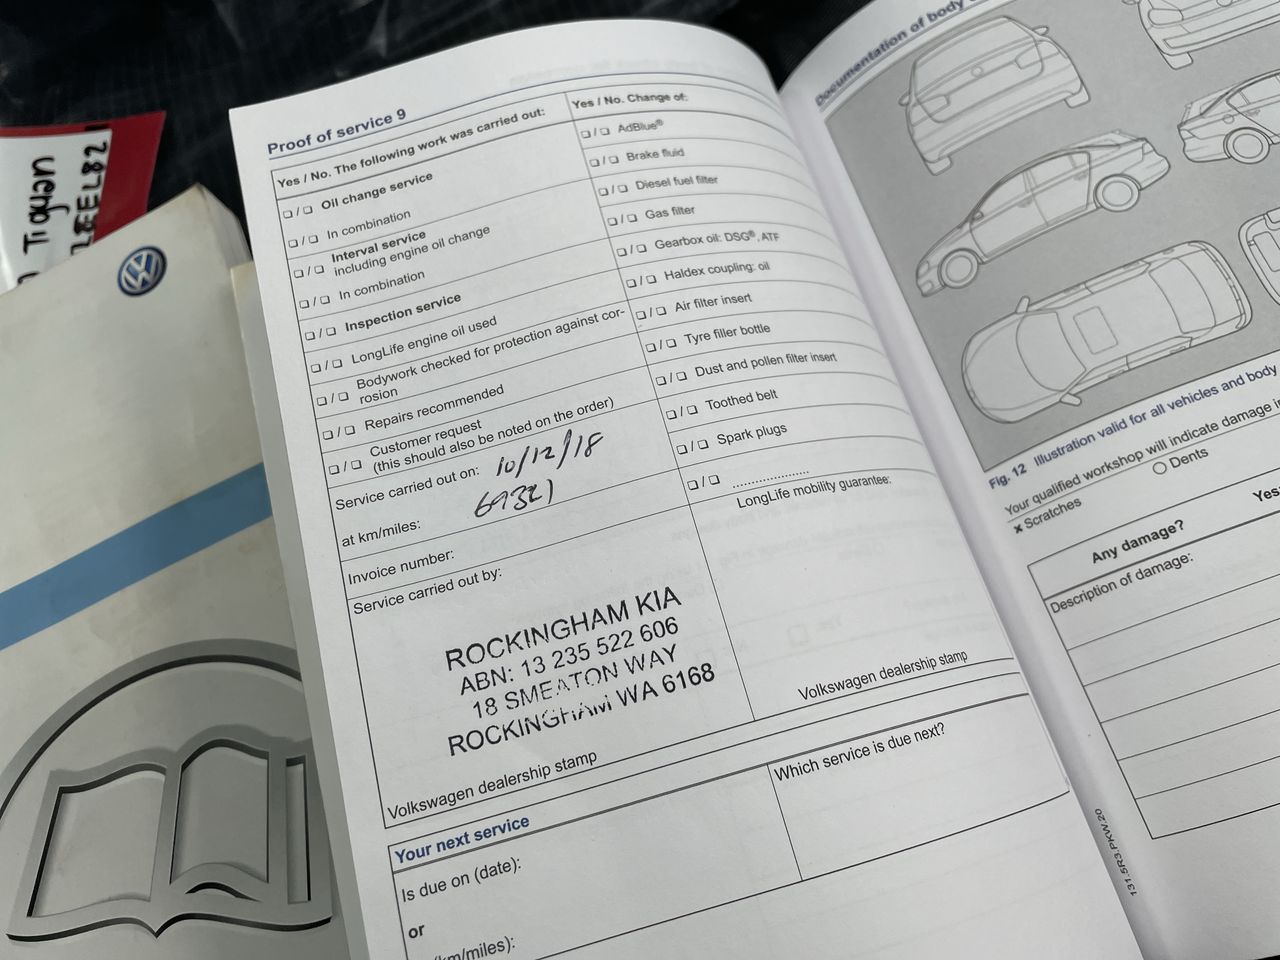 Tiguan
Proof of service 9
Yes / No. The following work was carried out:
❑ / ❑ Oil change service
❑ / ❑ In combination
❑ / ❑ Interval service
including engine oil change
❑ / ❑ In combination
❑ / ❑ Inspection service
❑ / ❑ LongLife engine oil used
❑ / ❑ Bodywork checked for protection against cor-
rosion
❑ / ❑ Repairs recommended
❑ / ❑ Customer request
(this should also be noted on the order)
Service carried out on: 10/12/18
at km/miles: 69321
Invoice number:
Service carried out by:
ROCKINGHAM KIA
ABN: 13 235 522 606
18 SMEATON WAY
ROCKINGHAM WA 6168
Volkswagen dealership stamp
Yes / No. Change of:
❑ / ❑ AdBlue®
❑ / ❑ Brake fluid
❑ / ❑ Diesel fuel filter
❑ / ❑ Gas filter
❑ / ❑ Gearbox oil: DSG®, ATF
❑ / ❑ Haldex coupling: oil
❑ / ❑ Air filter insert
❑ / ❑ Tyre filler bottle
❑ / ❑ Dust and pollen filter insert
❑ / ❑ Toothed belt
❑ / ❑ Spark plugs
❑ / ❑ ....................
LongLife mobility guarantee:
Volkswagen dealership stamp
Your next service
Is due on (date):
or
(km/miles):
Which service is due next?
Documentation of body
Fig. 12 Illustration valid for all vehicles and body
Your qualified workshop will indicate damage
x Scratches
○ Dents
Any damage?
Yes:
Description of damage:
131.5R3.PKW.20